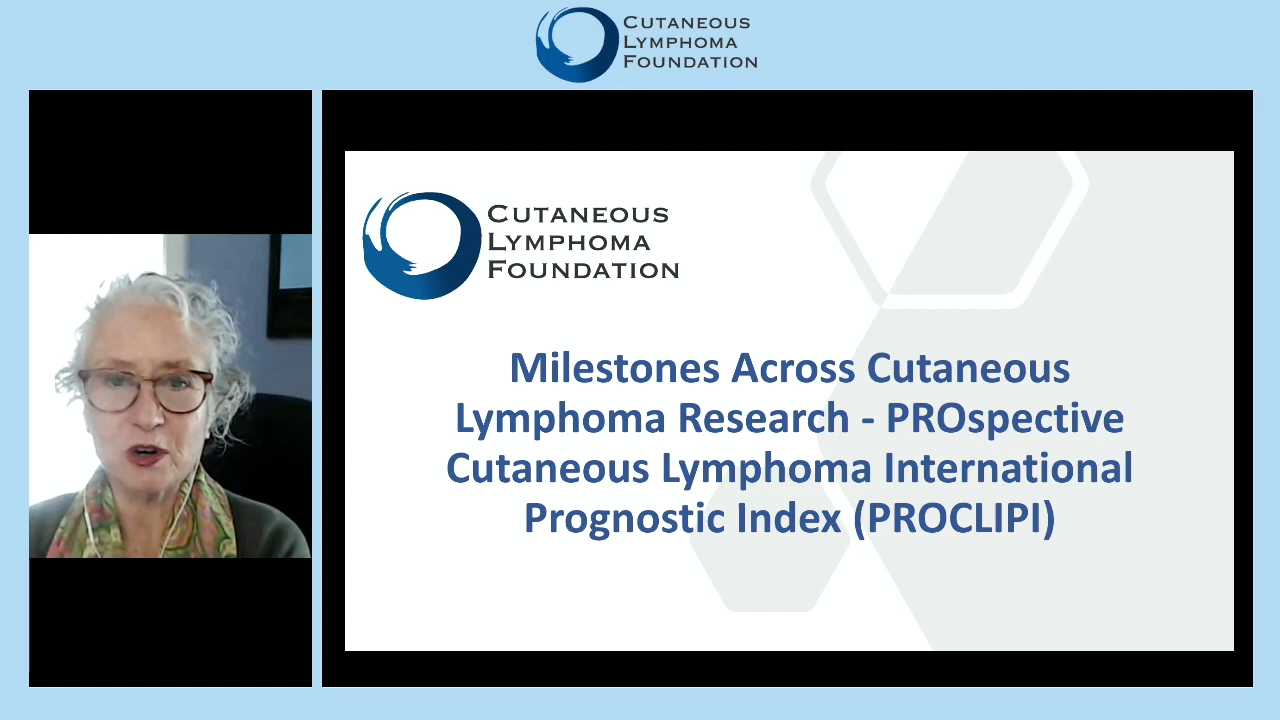 CUTANEOUS
LYMPHOMA
FOUNDATION
CUTANEOUS
LYMPHOMA
FOUNDATION
Milestones Across Cutaneous
Lymphoma Research - PROspective
Cutaneous Lymphoma International
Prognostic Index (PROCLIPI)